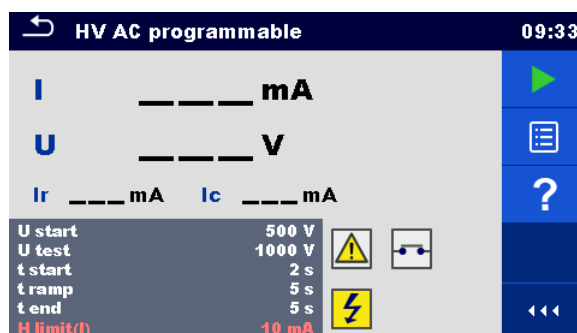 HV AC programmable 09:33
I ___ mA
U ___ V
Ir ___ mA Ic ___ mA
U start 500 V
U test 1000 V
t start 2 s
t ramp 5 s
t end 5 s
H limit(I) 10 mA
?